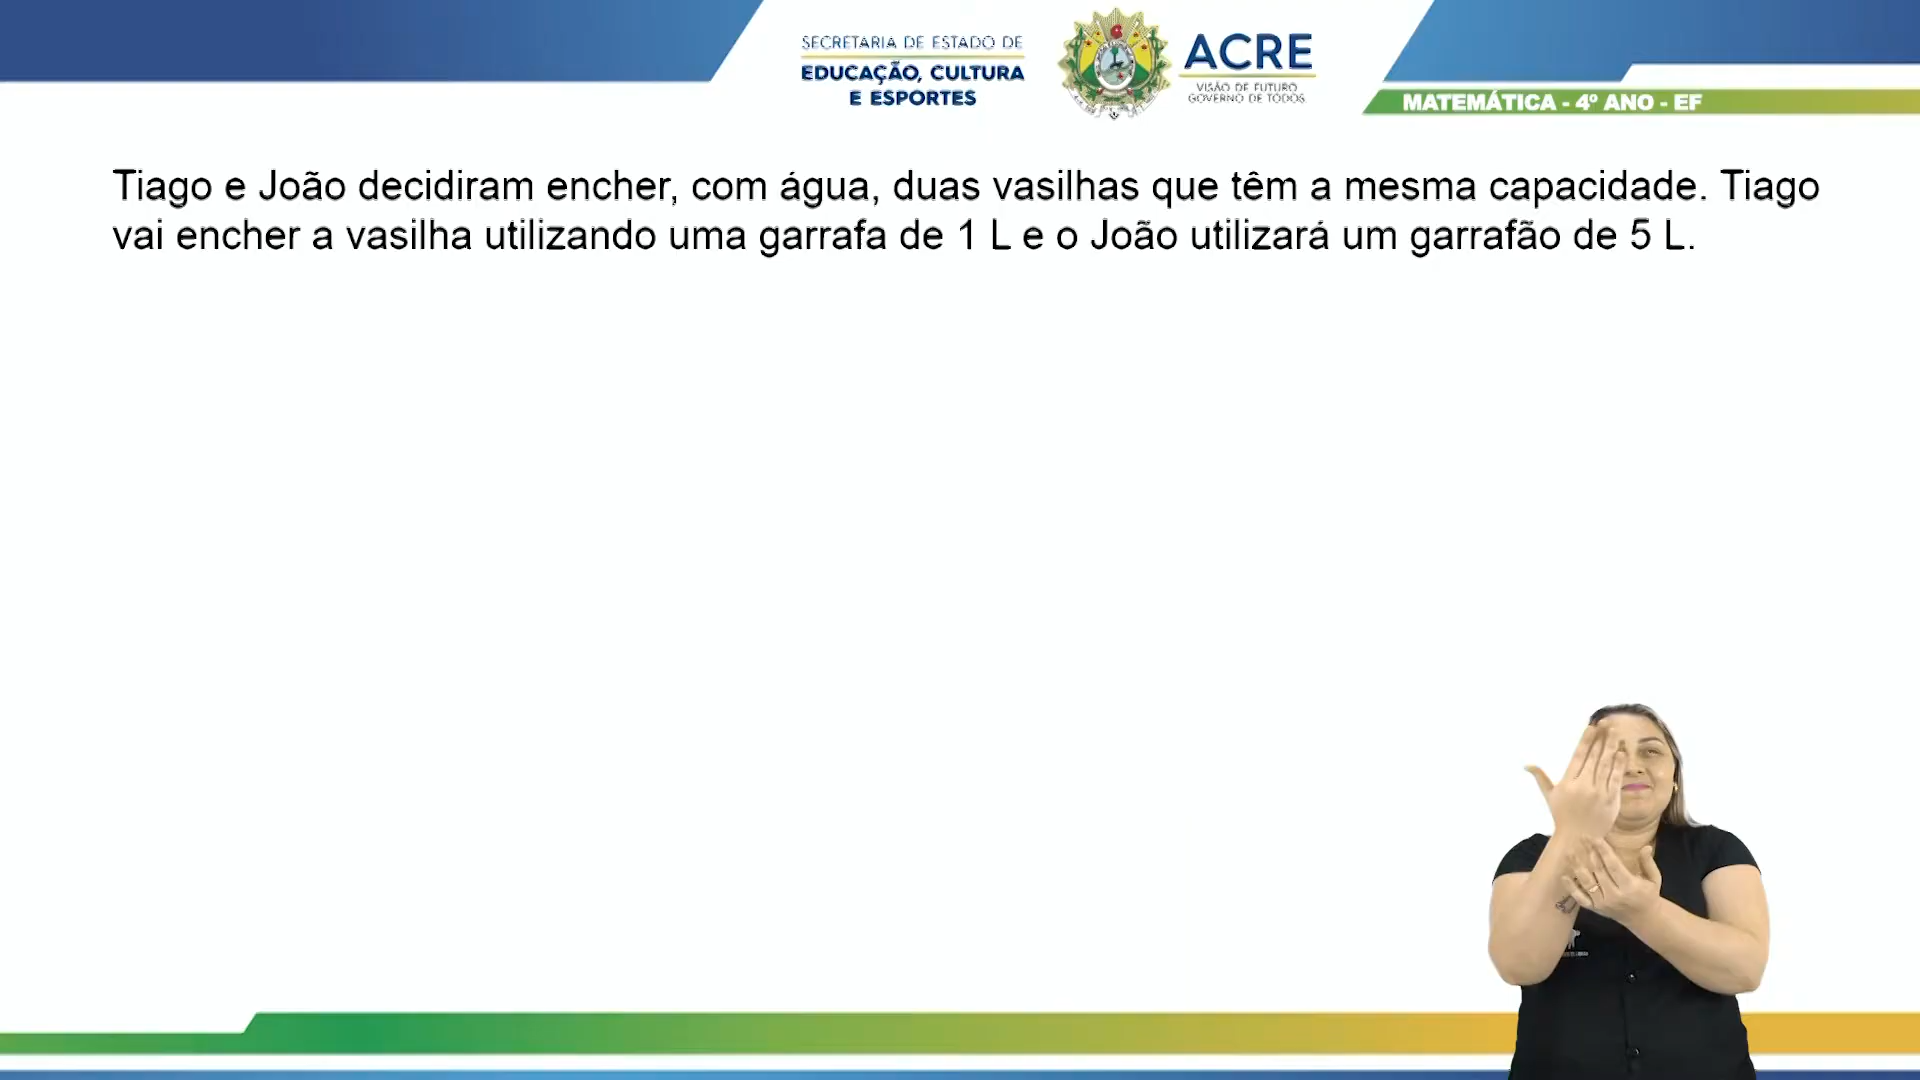 SECRETARIA DE ESTADO DE
EDUCAÇÃO, CULTURA
E ESPORTES
ACRE
VISÃO DE FUTURO
GOVERNO DE TODOS
MATEMÁTICA - 4º ANO - EF
Tiago e João decidiram encher, com água, duas vasilhas que têm a mesma capacidade. Tiago
vai encher a vasilha utilizando uma garrafa de 1 L e o João utilizará um garrafão de 5 L.